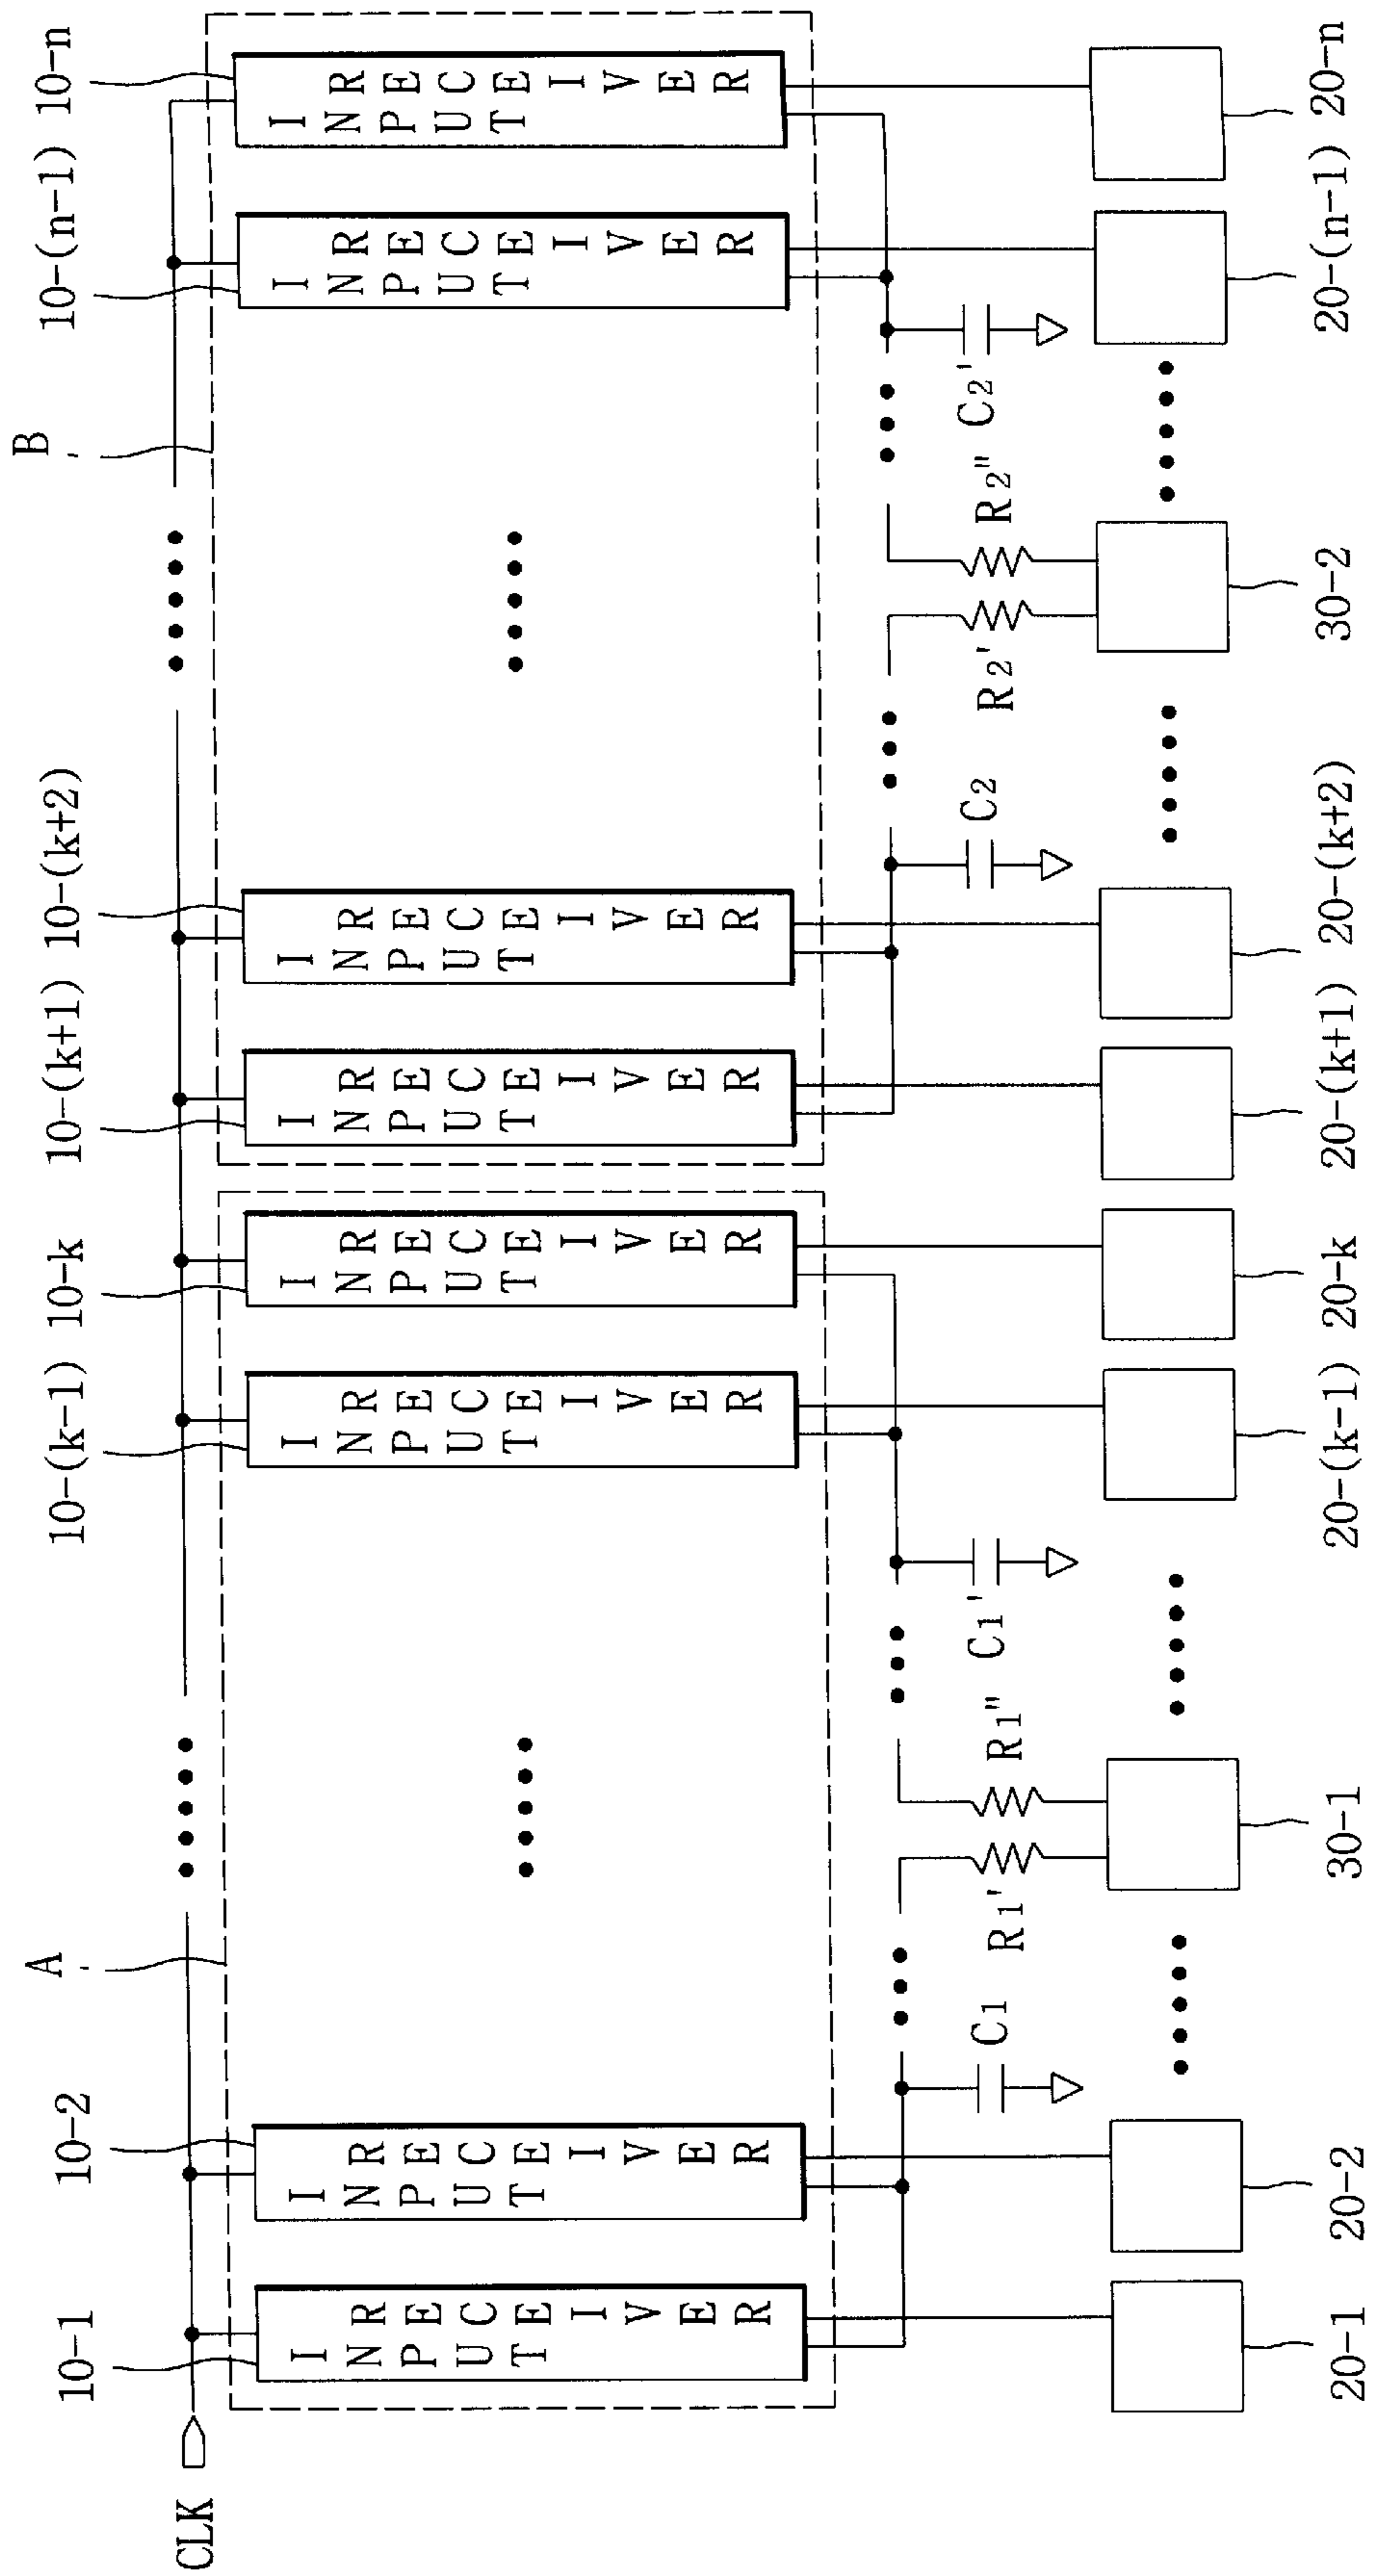 CLK
A
B
10-1
10-2
10-(k-1)
10-k
10-(k+1)
10-(k+2)
10-(n-1)
10-n
INPUT
RECEIVER
INPUT
RECEIVER
INPUT
RECEIVER
INPUT
RECEIVER
INPUT
RECEIVER
INPUT
RECEIVER
INPUT
RECEIVER
INPUT
RECEIVER
C1
R1'
R1"
C1'
C2
R2'
R2"
C2'
20-1
20-2
30-1
20-(k-1)
20-k
20-(k+1)
20-(k+2)
30-2
20-(n-1)
20-n